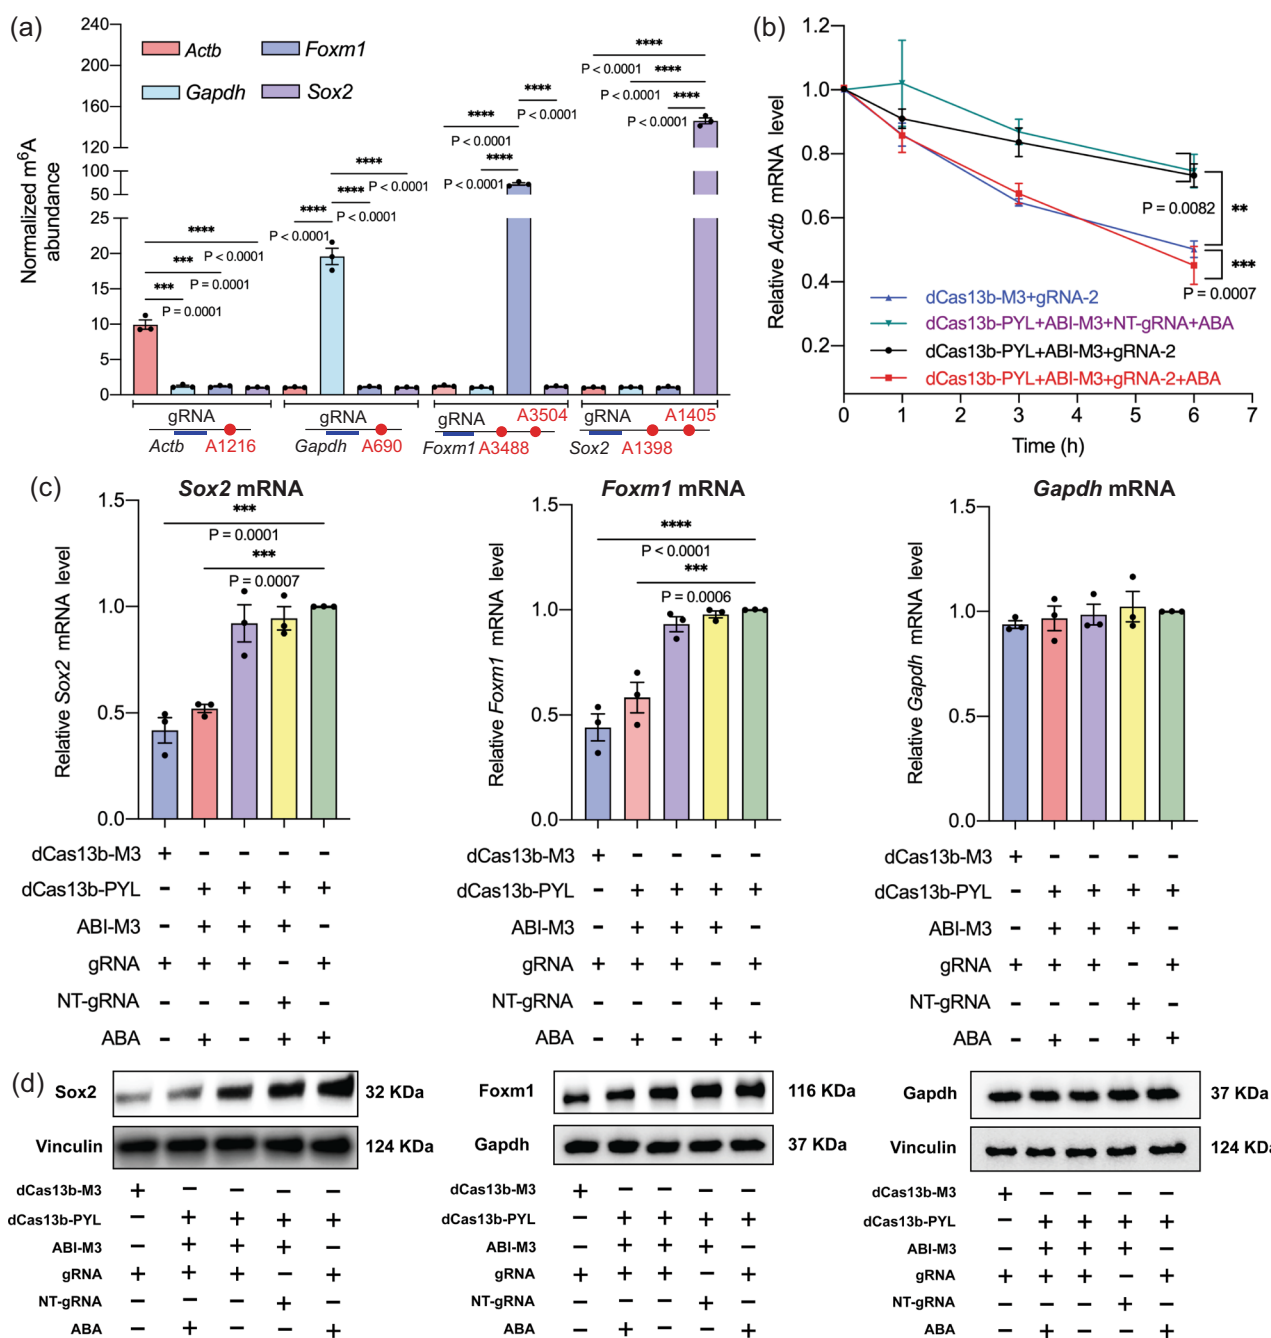 (a)
Normalized m⁶A
abundance
240
200
160
120
100
50
25
20
15
10
5
0
Actb
Foxm1
Gapdh
Sox2
****
P < 0.0001
***
P < 0.0001
***
P = 0.0001
P = 0.0001
****
P < 0.0001
****
P < 0.0001
****
P < 0.0001
****
P < 0.0001
****
P < 0.0001
****
P < 0.0001
****
P < 0.0001
****
P < 0.0001
****
P < 0.0001
gRNA
Actb
A1216
gRNA
Gapdh
A690
gRNA
A3504
Foxm1
A3488
gRNA
A1405
Sox2
A1398
(b)
Relative Actb mRNA level
1.2
1.0
0.8
0.6
0.4
0.2
P = 0.0082
**
***
P = 0.0007
dCas13b-M3+gRNA-2
dCas13b-PYL+ABI-M3+NT-gRNA+ABA
dCas13b-PYL+ABI-M3+gRNA-2
dCas13b-PYL+ABI-M3+gRNA-2+ABA
0 1 2 3 4 5 6 7
Time (h)
(c)
Sox2 mRNA
Relative Sox2 mRNA level
1.5
1.0
0.5
0.0
***
P = 0.0001
***
P = 0.0007
dCas13b-M3 + - - - -
dCas13b-PYL - + + + +
ABI-M3 - + + + -
gRNA + + + - +
NT-gRNA - - - + -
ABA - + - + +
Foxm1 mRNA
Relative Foxm1 mRNA level
1.5
1.0
0.5
0.0
****
P < 0.0001
***
P = 0.0006
dCas13b-M3 + - - - -
dCas13b-PYL - + + + +
ABI-M3 - + + + -
gRNA + + + - +
NT-gRNA - - - + -
ABA - + - + +
Gapdh mRNA
Relative Gapdh mRNA level
1.5
1.0
0.5
0.0
dCas13b-M3 + - - - -
dCas13b-PYL - + + + +
ABI-M3 - + + + -
gRNA + + + - +
NT-gRNA - - - + -
ABA - + - + +
(d)
Sox2 32 KDa
Vinculin 124 KDa
dCas13b-M3 + - - - -
dCas13b-PYL - + + + +
ABI-M3 - + + + -
gRNA + + + - +
NT-gRNA - - - + -
ABA - + - - +
Foxm1 116 KDa
Gapdh 37 KDa
dCas13b-M3 + - - - -
dCas13b-PYL - + + + +
ABI-M3 - + + + -
gRNA + + + - +
NT-gRNA - - - + -
ABA - + - - +
Gapdh 37 KDa
Vinculin 124 KDa
dCas13b-M3 + - - - -
dCas13b-PYL - + + + +
ABI-M3 - + + + -
gRNA + + + - +
NT-gRNA - - - + -
ABA - + - - +